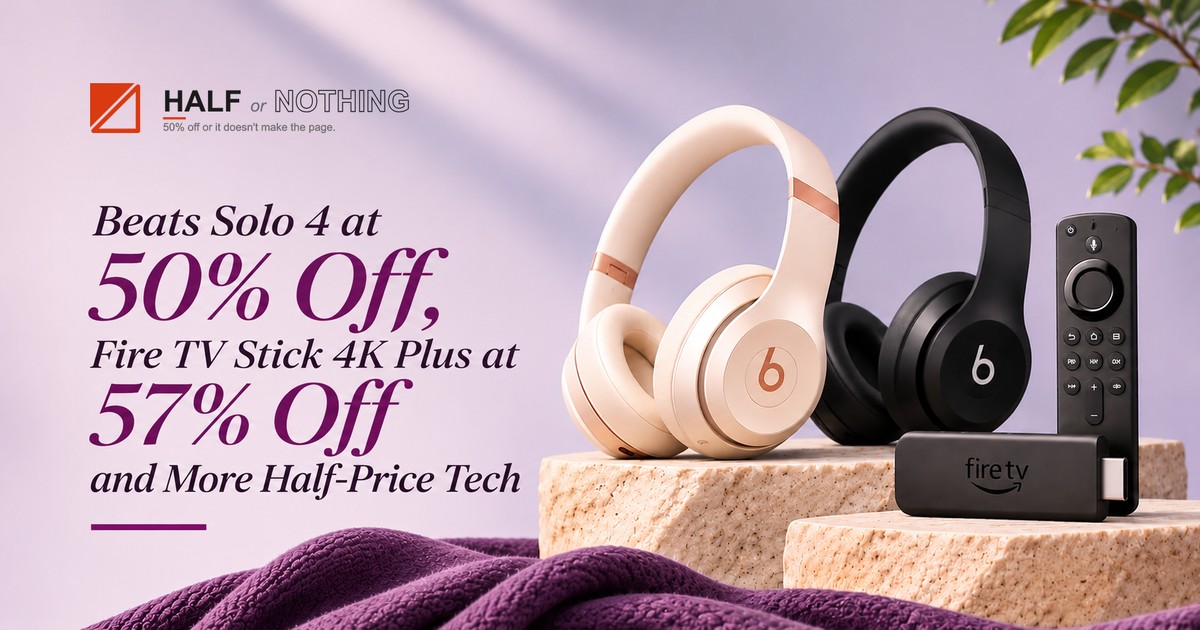 HALF or NOTHING
50% off or it doesn't make the page.
Beats Solo 4 at
50% Off,
Fire TV Stick 4K Plus at
57% Off
and More Half-Price Tech
b
b
fire tv